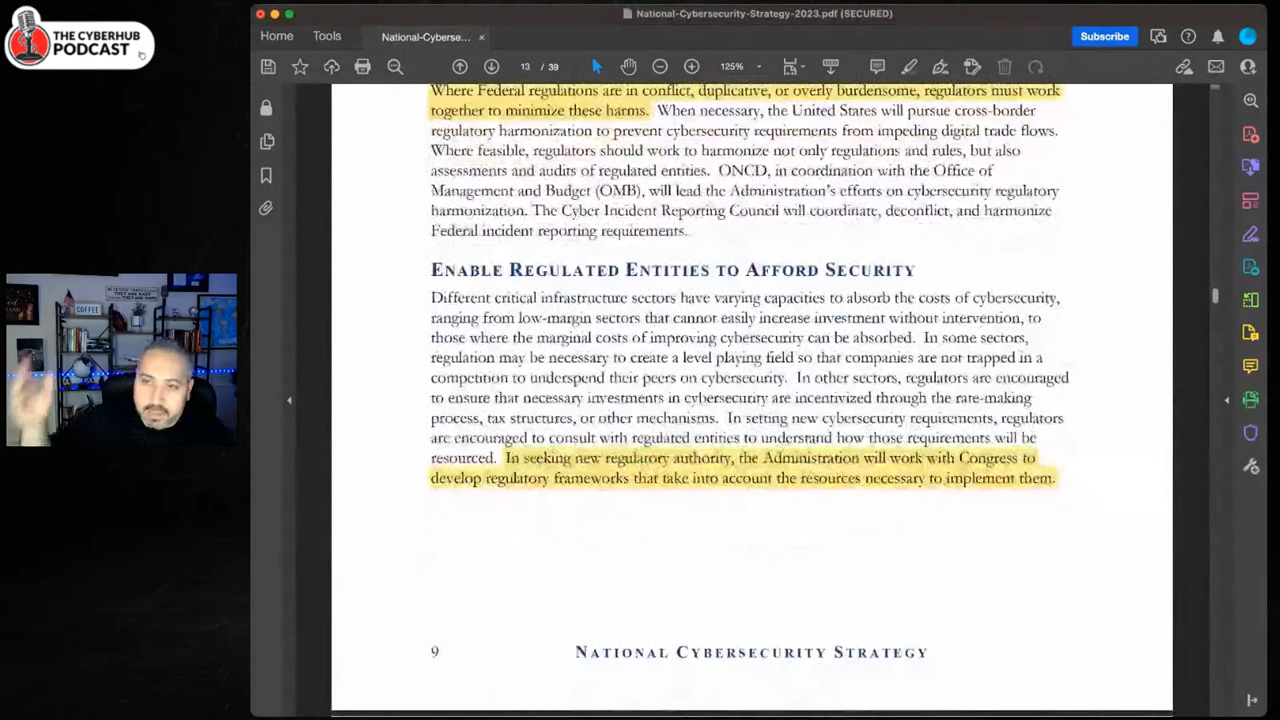 THE CYBERHUB
PODCAST
National-Cybersecurity-Strategy-2023.pdf (SECURED)
Home Tools National-Cyberse... ×
Subscribe
13 / 39
125%
Where Federal regulations are in conflict, duplicative, or overly burdensome, regulators must work
together to minimize these harms. When necessary, the United States will pursue cross-border
regulatory harmonization to prevent cybersecurity requirements from impeding digital trade flows.
Where feasible, regulators should work to harmonize not only regulations and rules, but also
assessments and audits of regulated entities. ONCD, in coordination with the Office of
Management and Budget (OMB), will lead the Administration's efforts on cybersecurity regulatory
harmonization. The Cyber Incident Reporting Council will coordinate, deconflict, and harmonize
Federal incident reporting requirements.
ENABLE REGULATED ENTITIES TO AFFORD SECURITY
Different critical infrastructure sectors have varying capacities to absorb the costs of cybersecurity,
ranging from low-margin sectors that cannot easily increase investment without intervention, to
those where the marginal costs of improving cybersecurity can be absorbed. In some sectors,
regulation may be necessary to create a level playing field so that companies are not trapped in a
competition to underspend their peers on cybersecurity. In other sectors, regulators are encouraged
to ensure that necessary investments in cybersecurity are incentivized through the rate-making
process, tax structures, or other mechanisms. In setting new cybersecurity requirements, regulators
are encouraged to consult with regulated entities to understand how those requirements will be
resourced. In seeking new regulatory authority, the Administration will work with Congress to
develop regulatory frameworks that take into account the resources necessary to implement them.
9 NATIONAL CYBERSECURITY STRATEGY
COFFEE